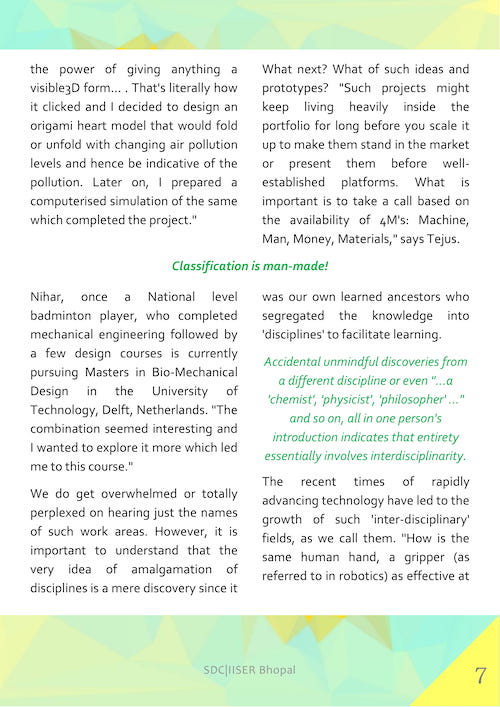 the power of giving anything a
visible3D form... . That's literally how
it clicked and I decided to design an
origami heart model that would fold
or unfold with changing air pollution
levels and hence be indicative of the
pollution. Later on, I prepared a
computerised simulation of the same
which completed the project."
What next? What of such ideas and
prototypes? "Such projects might
keep living heavily inside the
portfolio for long before you scale it
up to make them stand in the market
or present them before well-
established platforms. What is
important is to take a call based on
the availability of 4M's: Machine,
Man, Money, Materials," says Tejus.
Classification is man-made!
Nihar, once a National level
badminton player, who completed
mechanical engineering followed by
a few design courses is currently
pursuing Masters in Bio-Mechanical
Design in the University of
Technology, Delft, Netherlands. "The
combination seemed interesting and
I wanted to explore it more which led
me to this course."
We do get overwhelmed or totally
perplexed on hearing just the names
of such work areas. However, it is
important to understand that the
very idea of amalgamation of
disciplines is a mere discovery since it
was our own learned ancestors who
segregated the knowledge into
'disciplines' to facilitate learning.
Accidental unmindful discoveries from
a different discipline or even "...a
'chemist', 'physicist', 'philosopher' ..."
and so on, all in one person's
introduction indicates that entirety
essentially involves interdisciplinarity.
The recent times of rapidly
advancing technology have led to the
growth of such 'inter-disciplinary'
fields, as we call them. "How is the
same human hand, a gripper (as
referred to in robotics) as effective at
SDC|IISER Bhopal
7